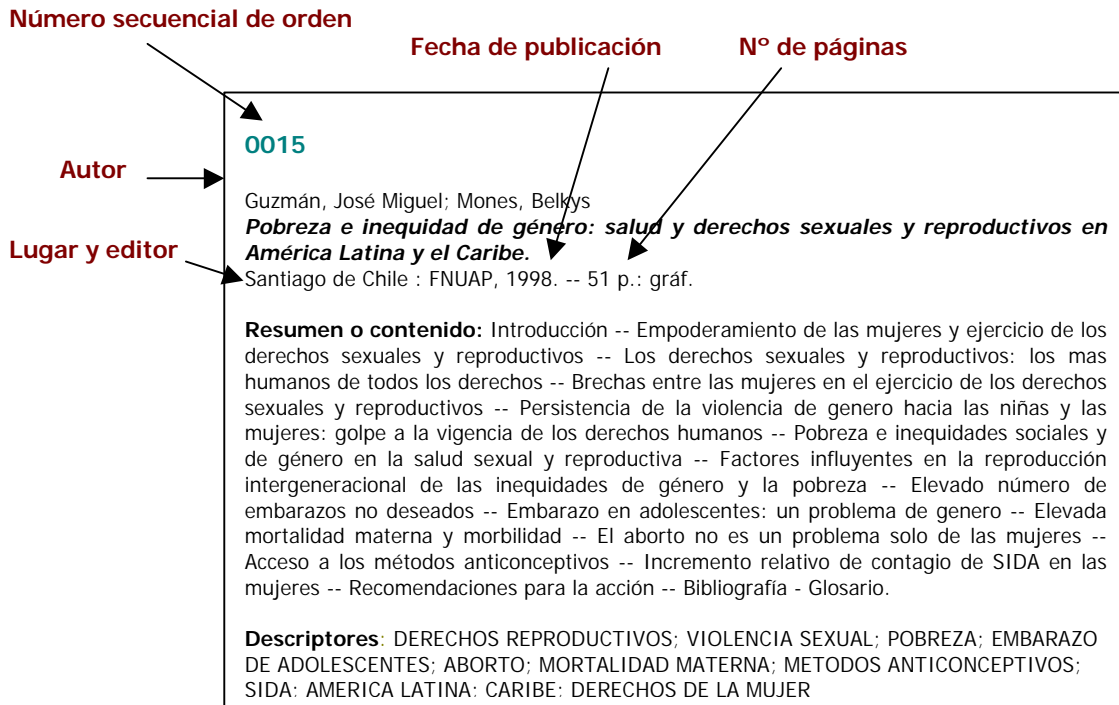 Número secuencial de orden
Fecha de publicación
Nº de páginas
0015
Autor
Guzmán, José Miguel; Mones, Belkys
Pobreza e inequidad de género: salud y derechos sexuales y reproductivos en
América Latina y el Caribe.
Lugar y editor
Santiago de Chile : FNUAP, 1998. -- 51 p.: gráf.
Resumen o contenido: Introducción -- Empoderamiento de las mujeres y ejercicio de los
derechos sexuales y reproductivos -- Los derechos sexuales y reproductivos: los mas
humanos de todos los derechos -- Brechas entre las mujeres en el ejercicio de los derechos
sexuales y reproductivos -- Persistencia de la violencia de genero hacia las niñas y las
mujeres: golpe a la vigencia de los derechos humanos -- Pobreza e inequidades sociales y
de género en la salud sexual y reproductiva -- Factores influyentes en la reproducción
intergeneracional de las inequidades de género y la pobreza -- Elevado número de
embarazos no deseados -- Embarazo en adolescentes: un problema de genero -- Elevada
mortalidad materna y morbilidad -- El aborto no es un problema solo de las mujeres --
Acceso a los métodos anticonceptivos -- Incremento relativo de contagio de SIDA en las
mujeres -- Recomendaciones para la acción -- Bibliografía - Glosario.
Descriptores: DERECHOS REPRODUCTIVOS; VIOLENCIA SEXUAL; POBREZA; EMBARAZO
DE ADOLESCENTES; ABORTO; MORTALIDAD MATERNA; METODOS ANTICONCEPTIVOS;
SIDA; AMERICA LATINA; CARIBE; DERECHOS DE LA MUJER